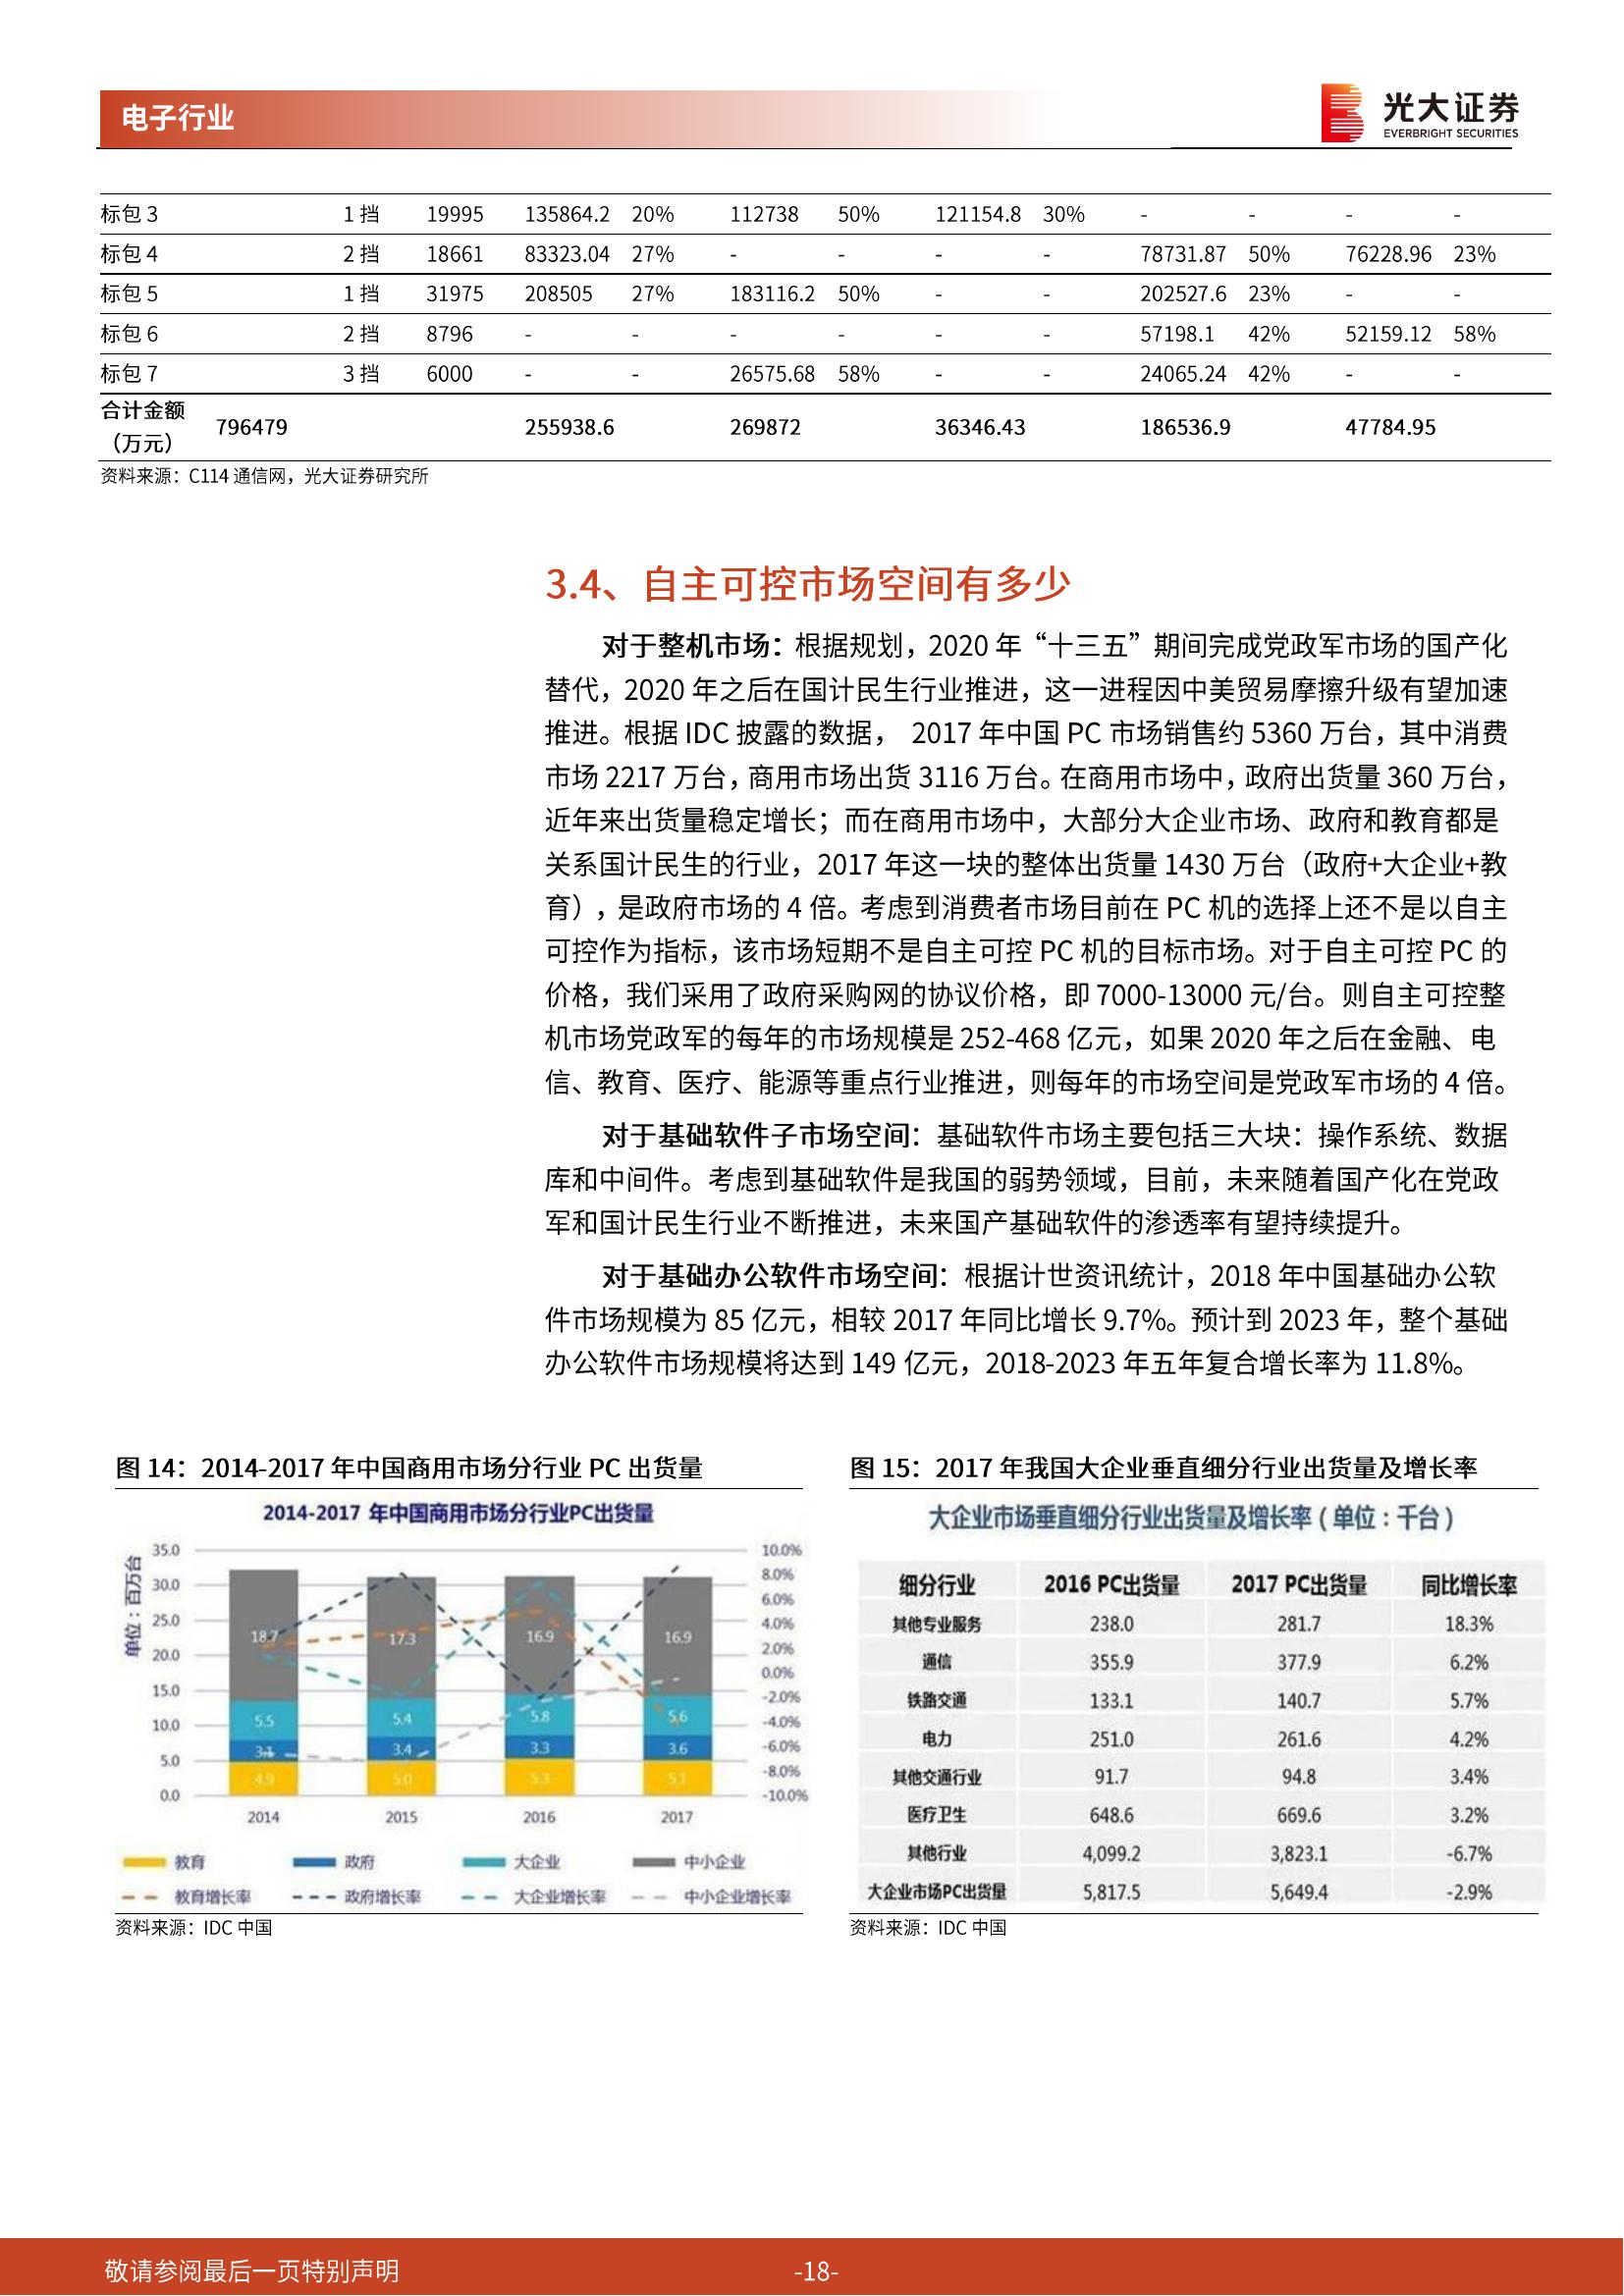 电子行业
光大证券
EVERBRIGHT SECURITIES
标包 3 1 挡 19995 135864.2 20% 112738 50% 121154.8 30% - - - -
标包 4 2 挡 18661 83323.04 27% - - - - 78731.87 50% 76228.96 23%
标包 5 1 挡 31975 208505 27% 183116.2 50% - - 202527.6 23% - -
标包 6 2 挡 8796 - - - - - - 57198.1 42% 52159.12 58%
标包 7 3 挡 6000 - - 26575.68 58% - - 24065.24 42% - -
合计金额
（万元） 796479 255938.6 269872 36346.43 186536.9 47784.95
资料来源：C114 通信网，光大证券研究所
3.4、自主可控市场空间有多少
对于整机市场：根据规划，2020 年“十三五”期间完成党政军市场的国产化
替代，2020 年之后在国计民生行业推进，这一进程因中美贸易摩擦升级有望加速
推进。根据 IDC 披露的数据， 2017 年中国 PC 市场销售约 5360 万台，其中消费
市场 2217 万台，商用市场出货 3116 万台。在商用市场中，政府出货量 360 万台，
近年来出货量稳定增长；而在商用市场中，大部分大企业市场、政府和教育都是
关系国计民生的行业，2017 年这一块的整体出货量 1430 万台（政府+大企业+教
育），是政府市场的 4 倍。考虑到消费者市场目前在 PC 机的选择上还不是以自主
可控作为指标，该市场短期不是自主可控 PC 机的目标市场。对于自主可控 PC 的
价格，我们采用了政府采购网的协议价格，即 7000-13000 元/台。则自主可控整
机市场党政军的每年的市场规模是 252-468 亿元，如果 2020 年之后在金融、电
信、教育、医疗、能源等重点行业推进，则每年的市场空间是党政军市场的 4 倍。
对于基础软件子市场空间：基础软件市场主要包括三大块：操作系统、数据
库和中间件。考虑到基础软件是我国的弱势领域，目前，未来随着国产化在党政
军和国计民生行业不断推进，未来国产基础软件的渗透率有望持续提升。
对于基础办公软件市场空间：根据计世资讯统计，2018 年中国基础办公软
件市场规模为 85 亿元，相较 2017 年同比增长 9.7%。预计到 2023 年，整个基础
办公软件市场规模将达到 149 亿元，2018-2023 年五年复合增长率为 11.8%。
图 14：2014-2017 年中国商用市场分行业 PC 出货量
2014-2017 年中国商用市场分行业PC出货量
单位：百万台
35.0 10.0%
30.0 8.0%
25.0 6.0%
20.0 4.0%
15.0 2.0%
10.0 0.0%
5.0 -2.0%
0.0 -4.0%
-6.0%
-8.0%
-10.0%
18.7 17.3 16.9 16.9
5.5 5.4 5.8 5.6
3.1 3.4 3.3 3.6
4.9 5.0 5.3 5.1
2014 2015 2016 2017
教育 政府 大企业 中小企业
教育增长率 政府增长率 大企业增长率 中小企业增长率
资料来源：IDC 中国
图 15：2017 年我国大企业垂直细分行业出货量及增长率
大企业市场垂直细分行业出货量及增长率（单位：千台）
细分行业 2016 PC出货量 2017 PC出货量 同比增长率
其他专业服务 238.0 281.7 18.3%
通信 355.9 377.9 6.2%
铁路交通 133.1 140.7 5.7%
电力 251.0 261.6 4.2%
其他交通行业 91.7 94.8 3.4%
医疗卫生 648.6 669.6 3.2%
其他行业 4,099.2 3,823.1 -6.7%
大企业市场PC出货量 5,817.5 5,649.4 -2.9%
资料来源：IDC 中国
敬请参阅最后一页特别声明
-18-